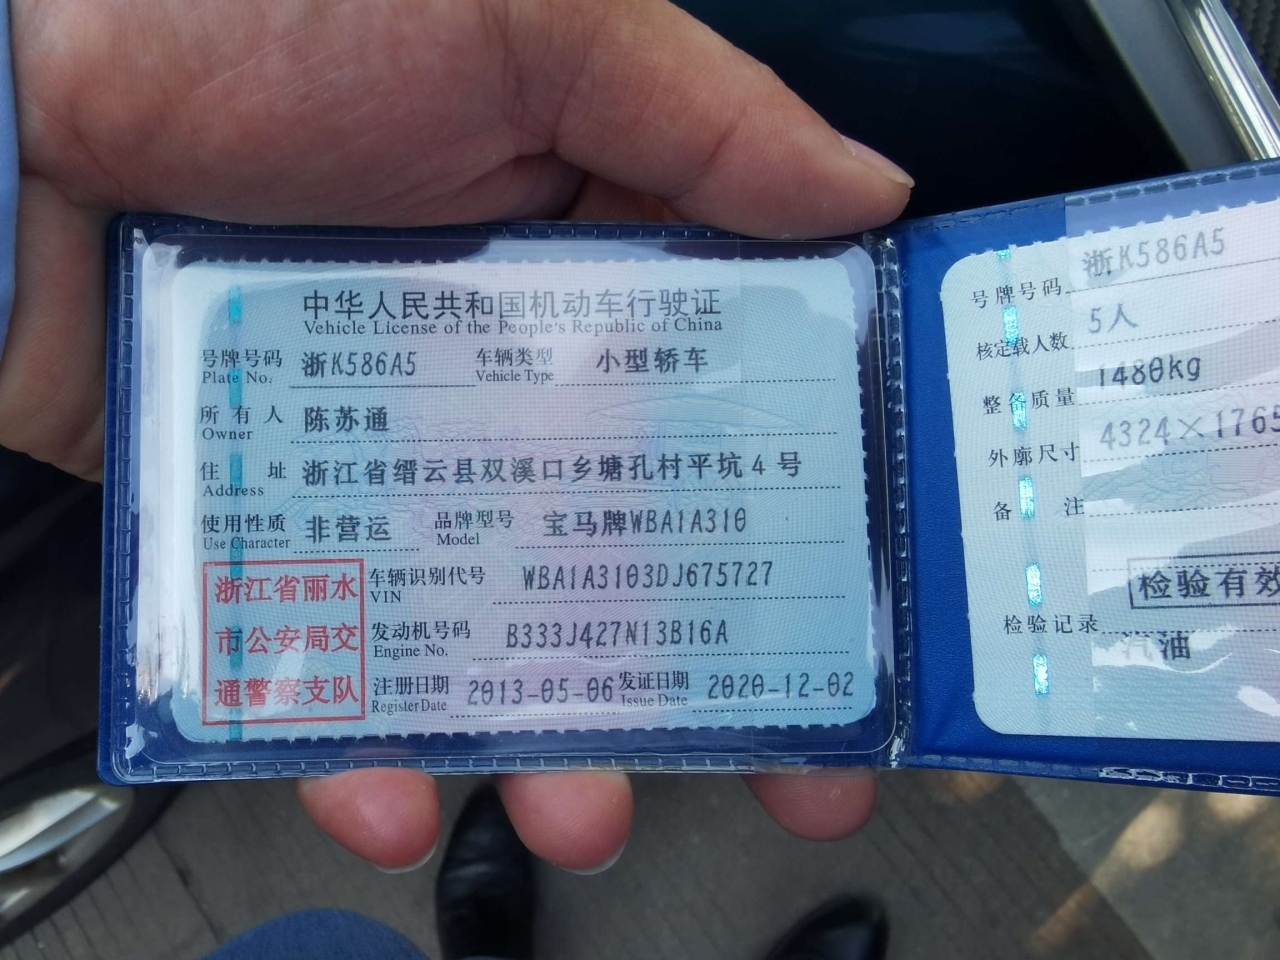 中华人民共和国机动车行驶证
Vehicle License of the People's Republic of China
号牌号码 浙K586A5 车辆类型 小型轿车
Plate No. Vehicle Type
所有人 陈苏通
Owner
住址 浙江省缙云县双溪口乡塘孔村平坑4号
Address
使用性质 非营运 品牌型号 宝马牌WBA1A310
Use Character Model
浙江省丽水
市公安局交
通警察支队
车辆识别代号 WBA1A3103DJ675727
VIN
发动机号码 B333J427N13B16A
Engine No.
注册日期 2013-05-06 发证日期 2020-12-02
Register Date Issue Date
号牌号码 浙K586A5
核定载人数 5人
整备质量 1480kg
外廓尺寸 4324×1765
备注
检验有效
检验记录
汽油